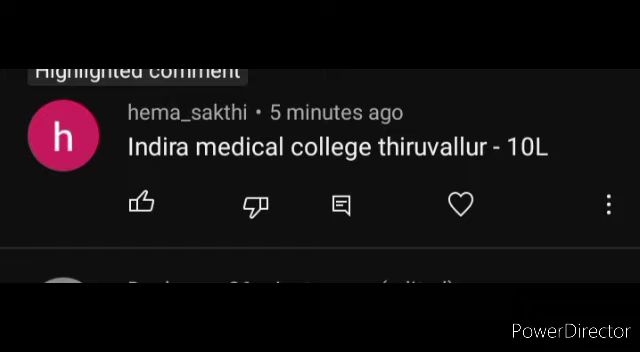 Highlighted comment
h
hema_sakthi • 5 minutes ago
Indira medical college thiruvallur - 10L
PowerDirector